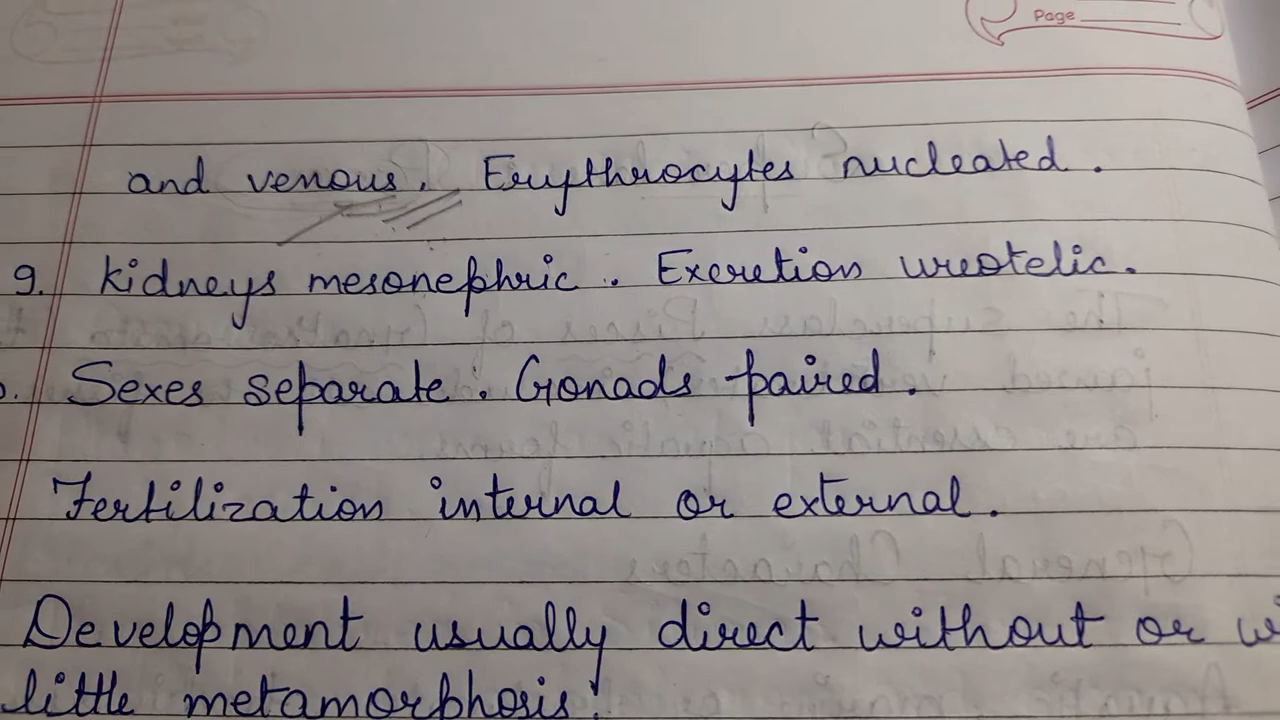 Page
and venous. Erythrocytes nucleated.
9. kidneys mesonephric. Excretion ureotelic.
Sexes separate. Gonads paired.
Fertilization internal or external.
Development usually direct without or
little metamorphosis.